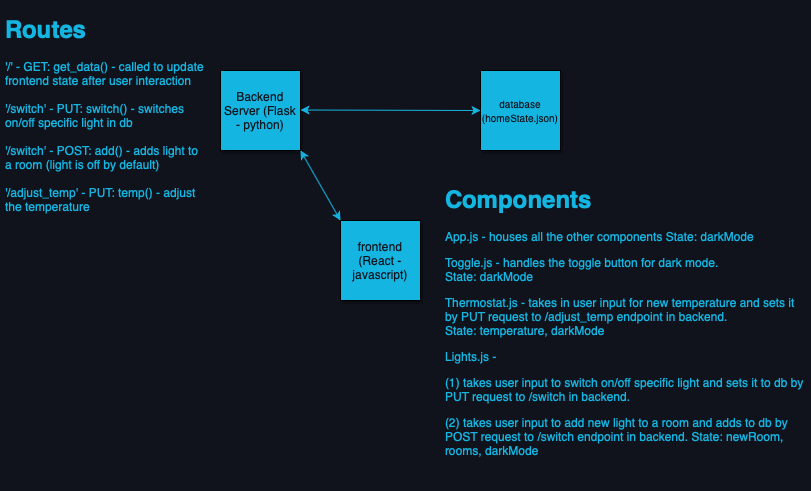 Routes
'/' - GET: get_data() - called to update
frontend state after user interaction
'/switch' - PUT: switch() - switches
on/off specific light in db
'/switch' - POST: add() - adds light to
a room (light is off by default)
'/adjust_temp' - PUT: temp() - adjust
the temperature
Backend
Server (Flask
- python)
database
(homeState.json)
frontend
(React -
javascript)
Components
App.js - houses all the other components State: darkMode
Toggle.js - handles the toggle button for dark mode.
State: darkMode
Thermostat.js - takes in user input for new temperature and sets it
by PUT request to /adjust_temp endpoint in backend.
State: temperature, darkMode
Lights.js -
(1) takes user input to switch on/off specific light and sets it to db by
PUT request to /switch in backend.
(2) takes user input to add new light to a room and adds to db by
POST request to /switch endpoint in backend. State: newRoom,
rooms, darkMode